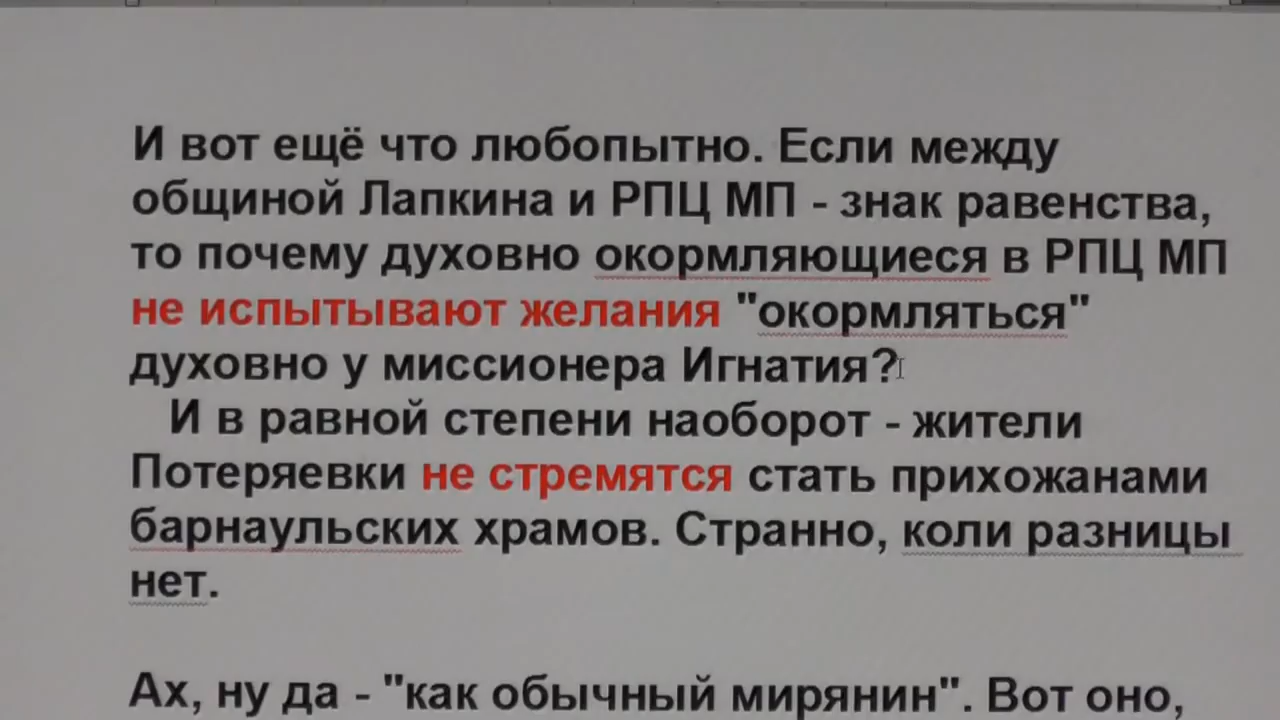 И вот ещё что любопытно. Если между
общиной Лапкина и РПЦ МП - знак равенства,
то почему духовно окормляющиеся в РПЦ МП
не испытывают желания "окормляться"
духовно у миссионера Игнатия?
И в равной степени наоборот - жители
Потеряевки не стремятся стать прихожанами
барнаульских храмов. Странно, коли разницы
нет.
Ах, ну да - "как обычный мирянин". Вот оно,